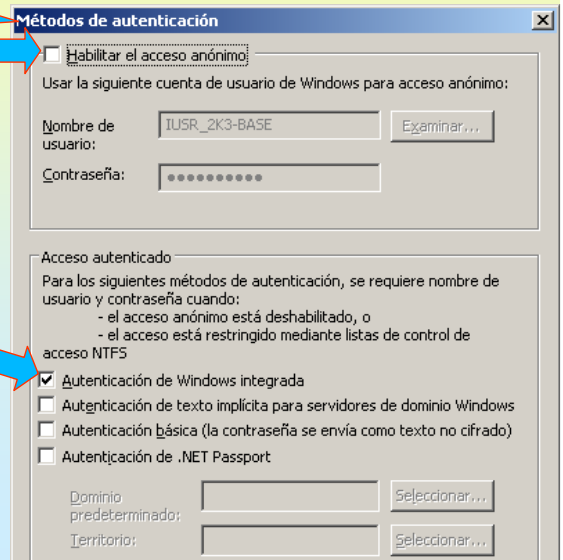 Métodos de autenticación
Habilitar el acceso anónimo
Usar la siguiente cuenta de usuario de Windows para acceso anónimo:
Nombre de usuario:
IUSR_2K3-BASE
Examinar...
Contraseña:
●●●●●●●●●●
Acceso autenticado
Para los siguientes métodos de autenticación, se requiere nombre de
usuario y contraseña cuando:
- el acceso anónimo está deshabilitado, o
- el acceso está restringido mediante listas de control de
acceso NTFS
Autenticación de Windows integrada
Autenticación de texto implícita para servidores de dominio Windows
Autenticación básica (la contraseña se envía como texto no cifrado)
Autenticación de .NET Passport
Dominio
predeterminado:
Seleccionar...
Territorio:
Seleccionar...